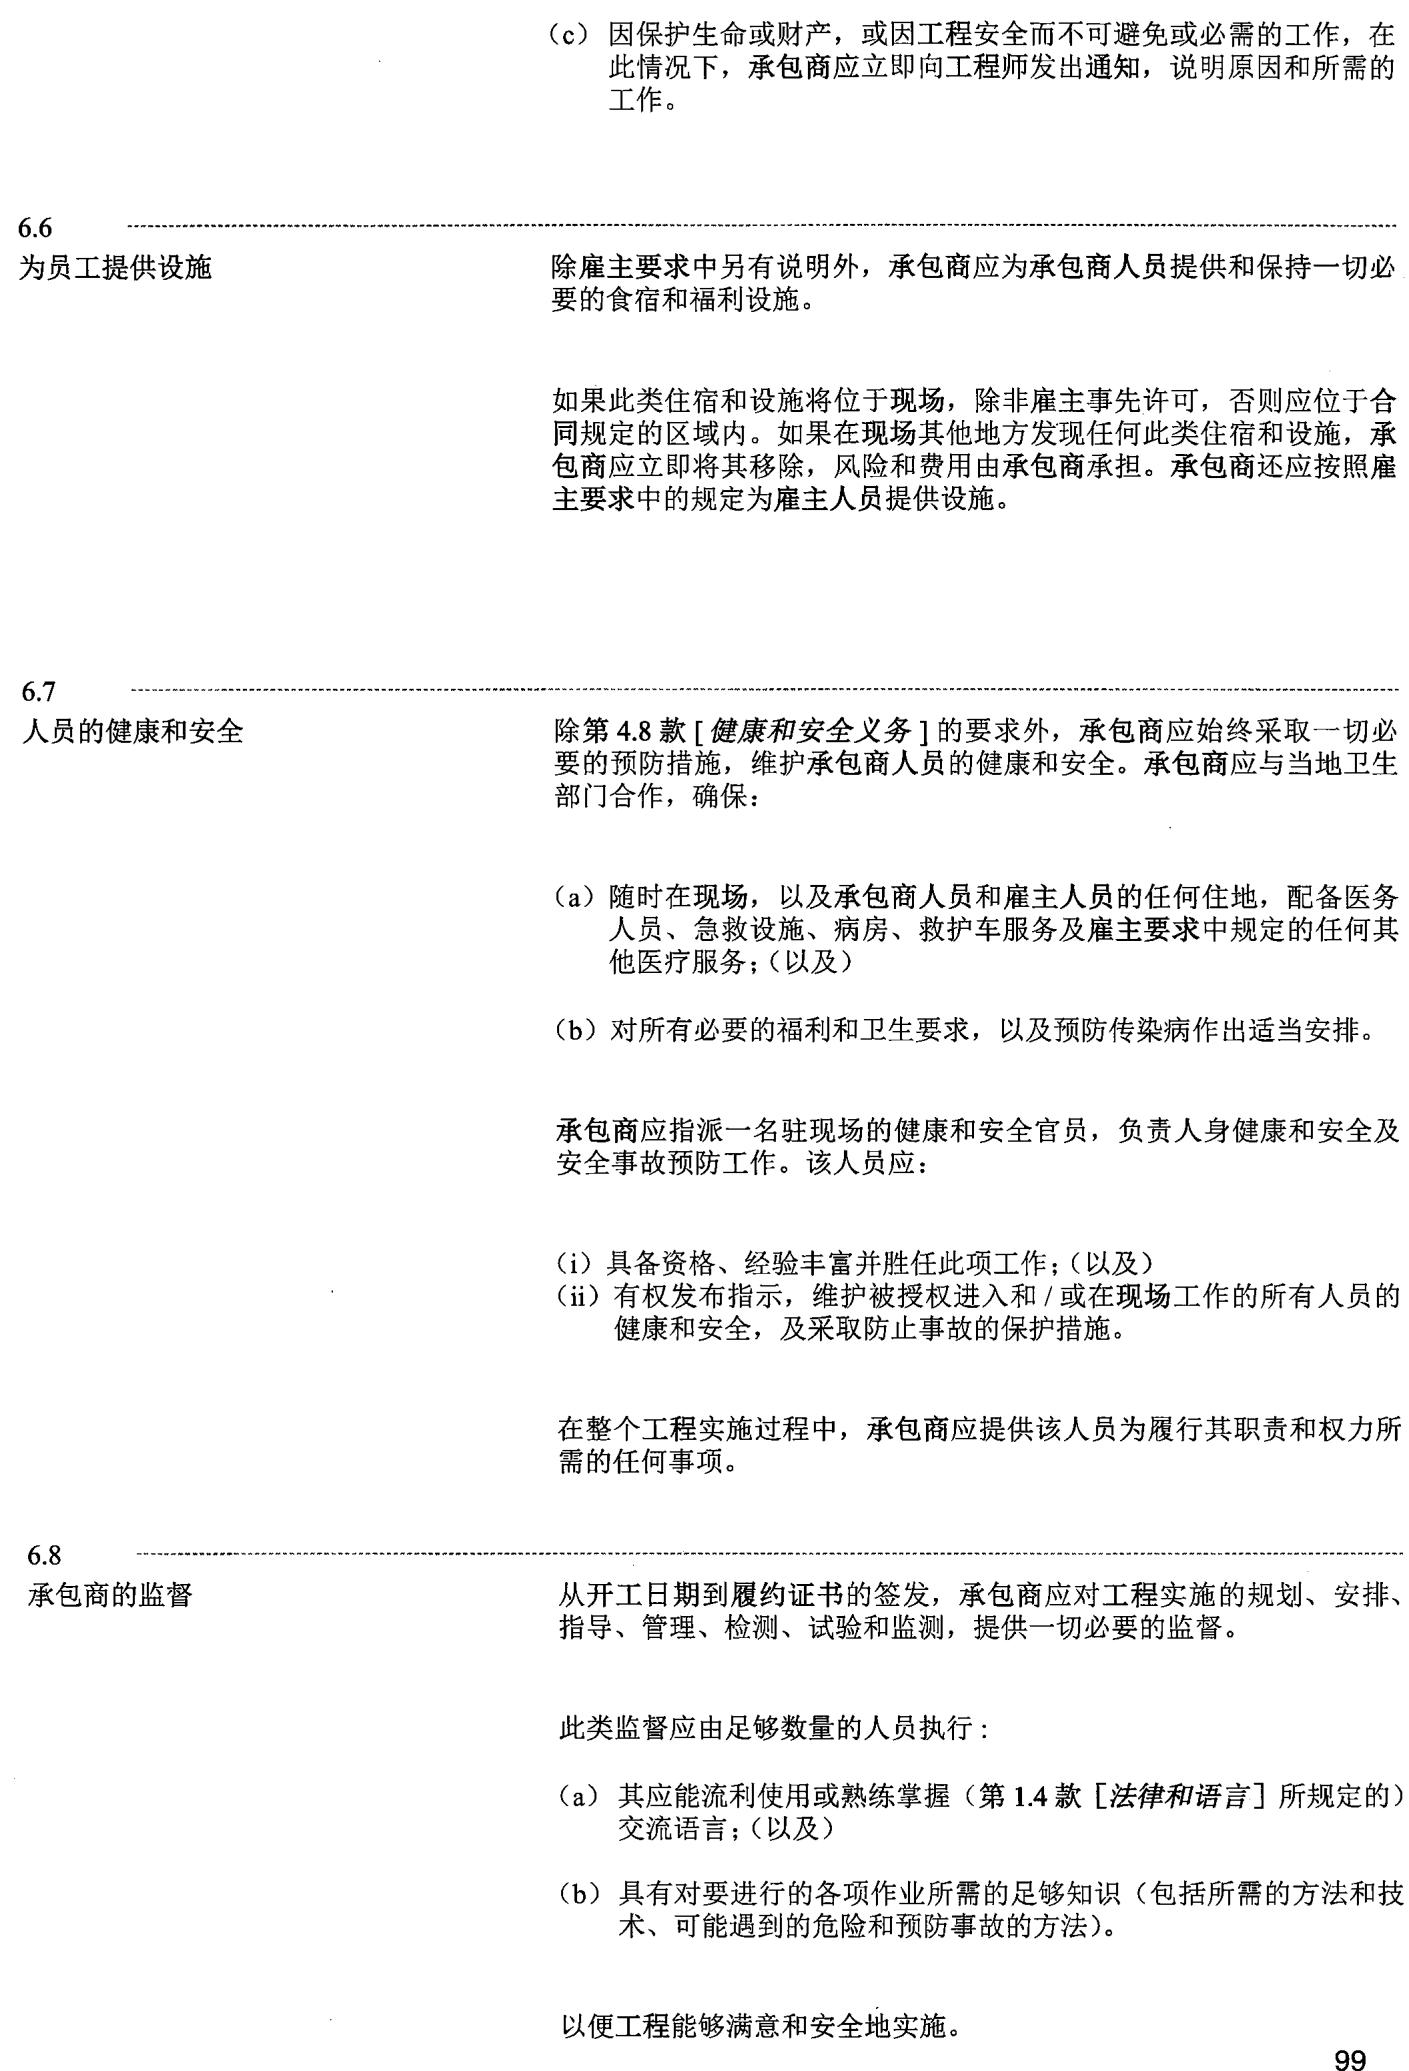 （c） 因保护生命或财产，或因工程安全而不可避免或必需的工作，在
此情况下，承包商应立即向工程师发出通知，说明原因和所需的
工作。
6.6
为员工提供设施
除雇主要求中另有说明外，承包商应为承包商人员提供和保持一切必
要的食宿和福利设施。
如果此类住宿和设施将位于现场，除非雇主事先许可，否则应位于合
同规定的区域内。如果在现场其他地方发现任何此类住宿和设施，承
包商应立即将其移除，风险和费用由承包商承担。承包商还应按照雇
主要求中的规定为雇主人员提供设施。
6.7
人员的健康和安全
除第 4.8 款 [ 健康和安全义务 ] 的要求外，承包商应始终采取一切必
要的预防措施，维护承包商人员的健康和安全。承包商应与当地卫生
部门合作，确保：
（a）随时在现场，以及承包商人员和雇主人员的任何住地，配备医务
人员、急救设施、病房、救护车服务及雇主要求中规定的任何其
他医疗服务；（以及）
（b）对所有必要的福利和卫生要求，以及预防传染病作出适当安排。
承包商应指派一名驻现场的健康和安全官员，负责人身健康和安全及
安全事故预防工作。该人员应：
（i）具备资格、经验丰富并胜任此项工作；（以及）
（ii）有权发布指示，维护被授权进入和 / 或在现场工作的所有人员的
健康和安全，及采取防止事故的保护措施。
在整个工程实施过程中，承包商应提供该人员为履行其职责和权力所
需的任何事项。
6.8
承包商的监督
从开工日期到履约证书的签发，承包商应对工程实施的规划、安排、
指导、管理、检测、试验和监测，提供一切必要的监督。
此类监督应由足够数量的人员执行：
（a） 其应能流利使用或熟练掌握（第 1.4 款［法律和语言］所规定的）
交流语言；（以及）
（b） 具有对要进行的各项作业所需的足够知识（包括所需的方法和技
术、可能遇到的危险和预防事故的方法）。
以便工程能够满意和安全地实施。
99